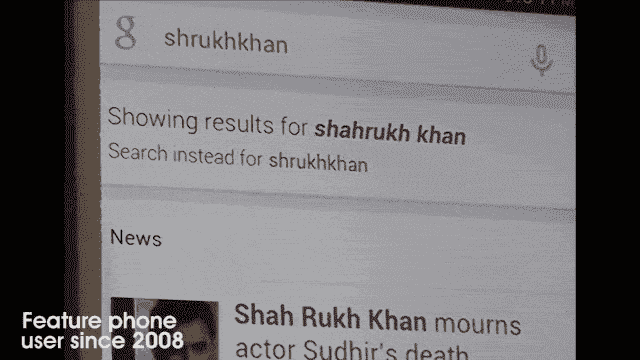 g shrukhkhan
Showing results for shahrukh khan
Search instead for shrukhkhan
News
Shah Rukh Khan mourns
actor Sudhir's death
Feature phone
user since 2008